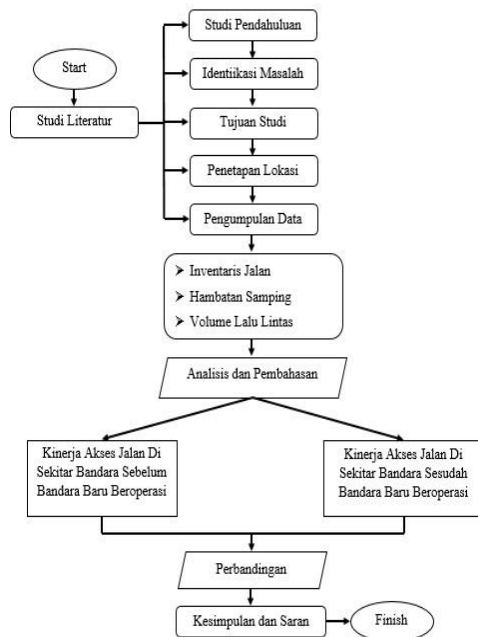 Start
Studi Literatur
Studi Pendahuluan
Identiikasi Masalah
Tujuan Studi
Penetapan Lokasi
Pengumpulan Data
➢ Inventaris Jalan
➢ Hambatan Samping
➢ Volume Lalu Lintas
Analisis dan Pembahasan
Kinerja Akses Jalan Di
Sekitar Bandara Sebelum
Bandara Baru Beroperasi
Kinerja Akses Jalan Di
Sekitar Bandara Sesudah
Bandara Baru Beroperasi
Perbandingan
Kesimpulan dan Saran
Finish